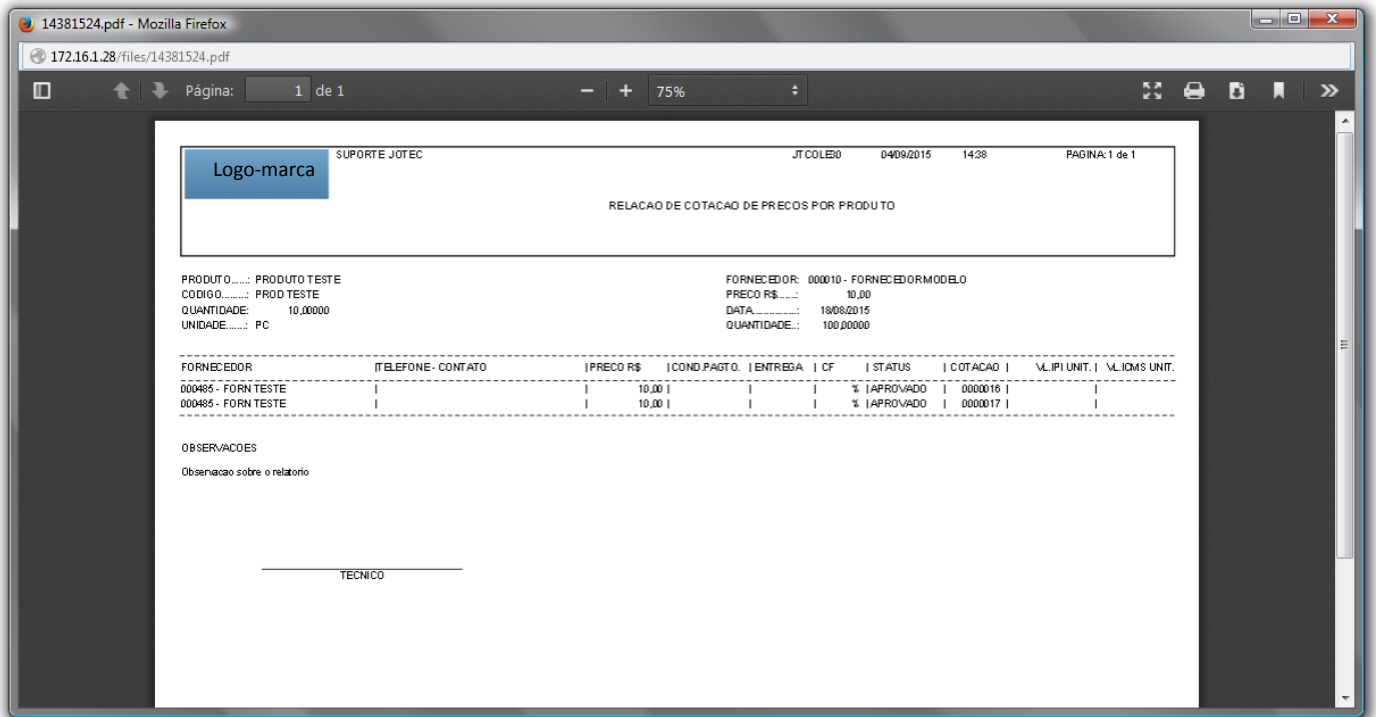 14381524.pdf - Mozilla Firefox
172.16.1.28/files/14381524.pdf
Página: 1 de 1 75%
Logo-marca SUPORTE JOTEC JTCOLE30 04/09/2015 14:38 PAGINA: 1 de 1
RELACAO DE COTACAO DE PRECOS POR PRODUTO
PRODUTO......: PRODUTO TESTE FORNECEDOR: 000010 - FORNECEDOR MODELO
CODIGO........: PROD TESTE PRECO R$......: 10,00
QUANTIDADE: 10,00000 DATA...............: 18/08/2015
UNIDADE.......: PC QUANTIDADE..: 100,00000
FORNECEDOR |TELEFONE - CONTATO |PRECO R$ |COND.PAGTO. |ENTREGA | CF | STATUS | COTACAO | VL.IPI UNIT. | VL.ICMS UNIT.
000485 - FORN TESTE | | 10,00 | | | % |APROVADO | 0000016 | |
000485 - FORN TESTE | | 10,00 | | | % |APROVADO | 0000017 | |
OBSERVACOES
Observacao sobre o relatorio
TECNICO